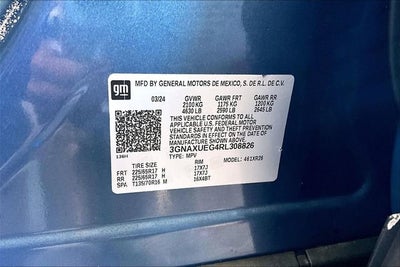 gm
MFD BY GENERAL MOTORS DE MEXICO, S. DE R.L. DE C.V.
03/24 GVWR GAWR FRT GAWR RR
2100 KG 1175 KG 1200 KG
4630 LB 2590 LB 2645 LB
THIS VEHICLE CONFORMS TO ALL
APPLICABLE U.S. FEDERAL MOTOR
VEHICLE SAFETY AND THEFT PREVENTION
STANDARDS IN EFFECT ON THE DATE OF
MANUFACTURE SHOWN ABOVE.
3GNAXUEG4RL308826
TYPE: MPV MODEL: 461XR26
TIRE SIZE RIM
FRT 225/65R17 H 17X7J
RR 225/65R17 H 17X7J
SPA T135/70R16 M 16X4BT